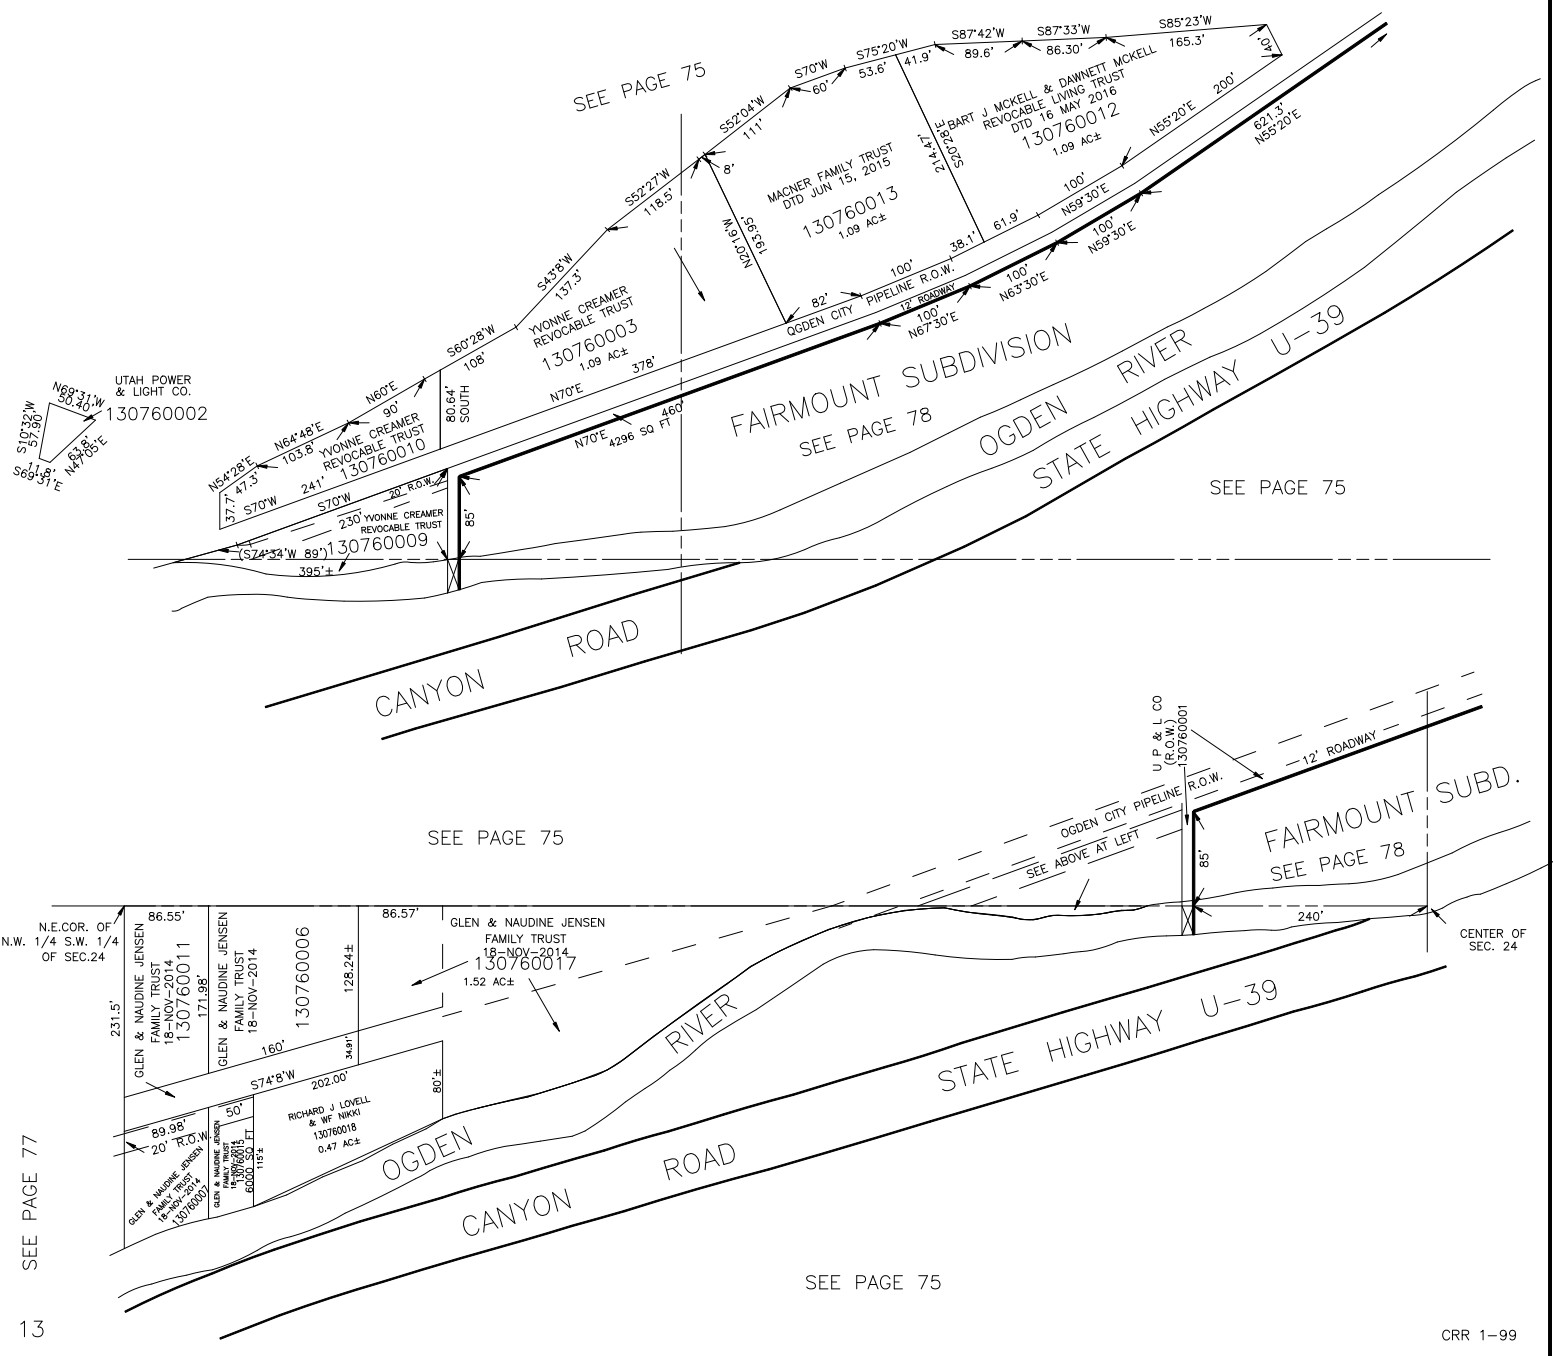 SEE PAGE 75
S70°W
60'
S75°20'W
53.6'
41.9'
S87°42'W
89.6'
S87°33'W
86.30'
S85°23'W
165.3'
40'
S52°04'W
111'
8'
S52°27'W
118.5'
S43°8'W
137.3'
S60°28'W
108'
BART J MCKELL & DAWNETT MCKELL
REVOCABLE LIVING TRUST
DTD 16 MAY 2016
130760012
1.09 AC±
200'
N55°20'E
621.3'
N55°20'E
S20°28'E
214.47'
MACNER FAMILY TRUST
DTD JUN 15, 2015
130760013
1.09 AC±
N20°16'W
193.95'
100'
N59°30'E
61.9'
38.1'
100'
82'
100'
N59°30'E
100'
N63°30'E
100'
N67°30'E
OGDEN CITY PIPELINE R.O.W.
12' ROADWAY
YVONNE CREAMER
REVOCABLE TRUST
130760003
1.09 AC±
378'
N70°E
N70°E
460'
4296 SQ FT
FAIRMOUNT SUBDIVISION
SEE PAGE 78
OGDEN RIVER
STATE HIGHWAY U-39
SEE PAGE 75
UTAH POWER
& LIGHT CO.
130760002
N69°31'W
50.40'
S10°32'W
57.90'
63.8'
N47°05'E
11.8'
S69°31'E
N60°E
90'
N64°48'E
103.8'
N54°28'E
47.3'
37.7'
80.64'
SOUTH
YVONNE CREAMER
REVOCABLE TRUST
130760010
241'
S70°W
S70°W
20' R.O.W.
230'
YVONNE CREAMER
REVOCABLE TRUST
130760009
(S74°34'W 89')
395'±
85'
CANYON ROAD
U P & L CO
(R.O.W.)
130760001
12' ROADWAY
OGDEN CITY PIPELINE R.O.W.
SEE ABOVE AT LEFT
FAIRMOUNT SUBD.
SEE PAGE 78
85'
240'
CENTER OF
SEC. 24
SEE PAGE 75
N.E.COR. OF
N.W. 1/4 S.W. 1/4
OF SEC.24
86.55'
86.57'
231.5'
GLEN & NAUDINE JENSEN
FAMILY TRUST
18-NOV-2014
130760011
171.98'
GLEN & NAUDINE JENSEN
FAMILY TRUST
18-NOV-2014
130760006
128.24±
34.91'
GLEN & NAUDINE JENSEN
FAMILY TRUST
18-NOV-2014
130760017
1.52 AC±
160'
S74°8'W
202.00'
80'±
RICHARD J LOVELL
& WF NIKKI
130760018
0.47 AC±
50'
89.98'
20' R.O.W.
GLEN & NAUDINE JENSEN
FAMILY TRUST
18-NOV-2014
130760007
GLEN & NAUDINE JENSEN
FAMILY TRUST
18-NOV-2014
130760015
6000 SQ FT
115'±
OGDEN RIVER
STATE HIGHWAY U-39
CANYON ROAD
SEE PAGE 77
SEE PAGE 75
13
CRR 1-99